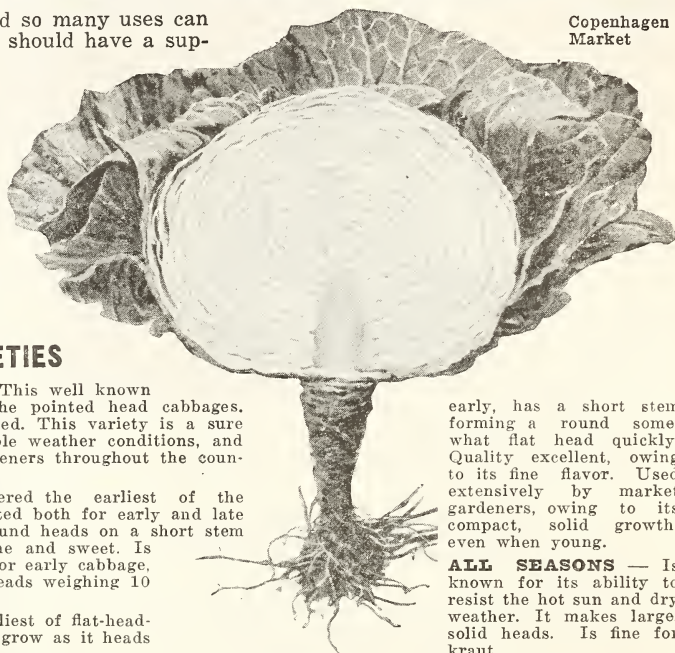 d so many uses can
should have a sup-
Copenhagen
Market
ETIES
This well known
he pointed head cabbages.
ed. This variety is a sure
ole weather conditions, and
eners throughout the coun-
ered the earliest of the
ted both for early and late
und heads on a short stem
ne and sweet. Is
or early cabbage,
eads weighing 10
liest of flat-head-
grow as it heads
early, has a short stem
forming a round some-
what flat head quickly
Quality excellent, owing
to its fine flavor. Used
extensively by market
gardeners, owing to its
compact, solid growth
even when young.
ALL SEASONS — Is
known for its ability to
resist the hot sun and dry
weather. It makes large
solid heads. Is fine for
kraut